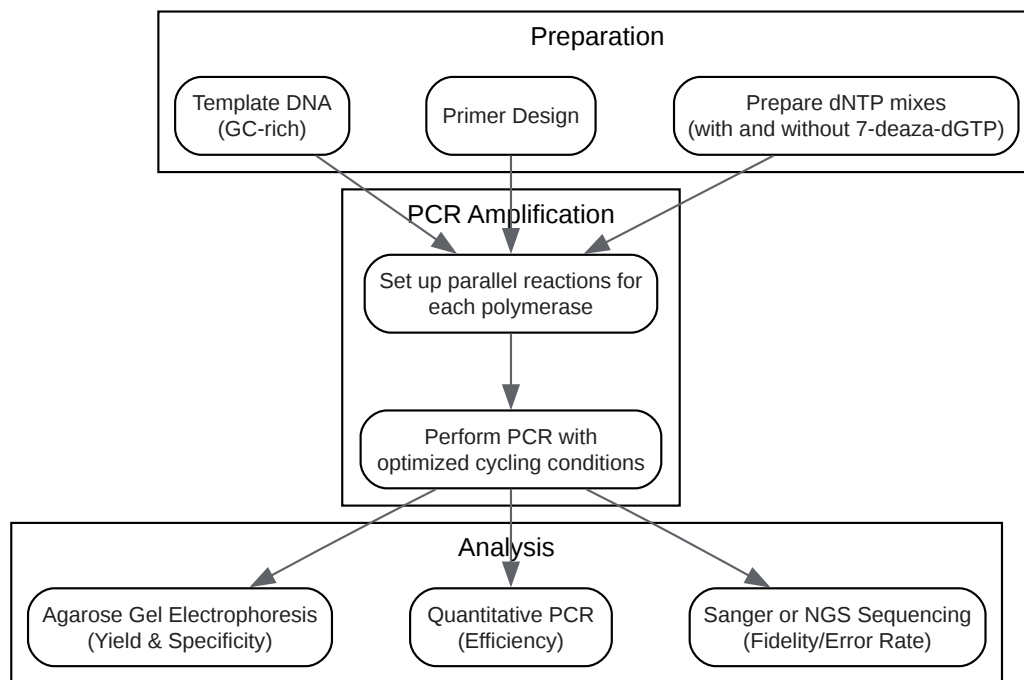 Preparation
Template DNA
(GC-rich)
Primer Design
Prepare dNTP mixes
(with and without 7-deaza-dGTP)
PCR Amplification
Set up parallel reactions for
each polymerase
Perform PCR with
optimized cycling conditions
Analysis
Agarose Gel Electrophoresis
(Yield & Specificity)
Quantitative PCR
(Efficiency)
Sanger or NGS Sequencing
(Fidelity/Error Rate)